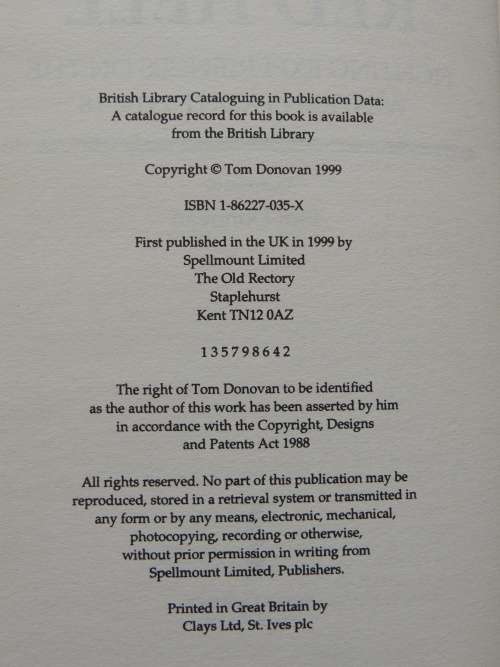 British Library Cataloguing in Publication Data:
A catalogue record for this book is available
from the British Library
Copyright © Tom Donovan 1999
ISBN 1-86227-035-X
First published in the UK in 1999 by
Spellmount Limited
The Old Rectory
Staplehurst
Kent TN12 0AZ
1 3 5 7 9 8 6 4 2
The right of Tom Donovan to be identified
as the author of this work has been asserted by him
in accordance with the Copyright, Designs
and Patents Act 1988
All rights reserved. No part of this publication may be
reproduced, stored in a retrieval system or transmitted in
any form or by any means, electronic, mechanical,
photocopying, recording or otherwise,
without prior permission in writing from
Spellmount Limited, Publishers.
Printed in Great Britain by
Clays Ltd, St. Ives plc